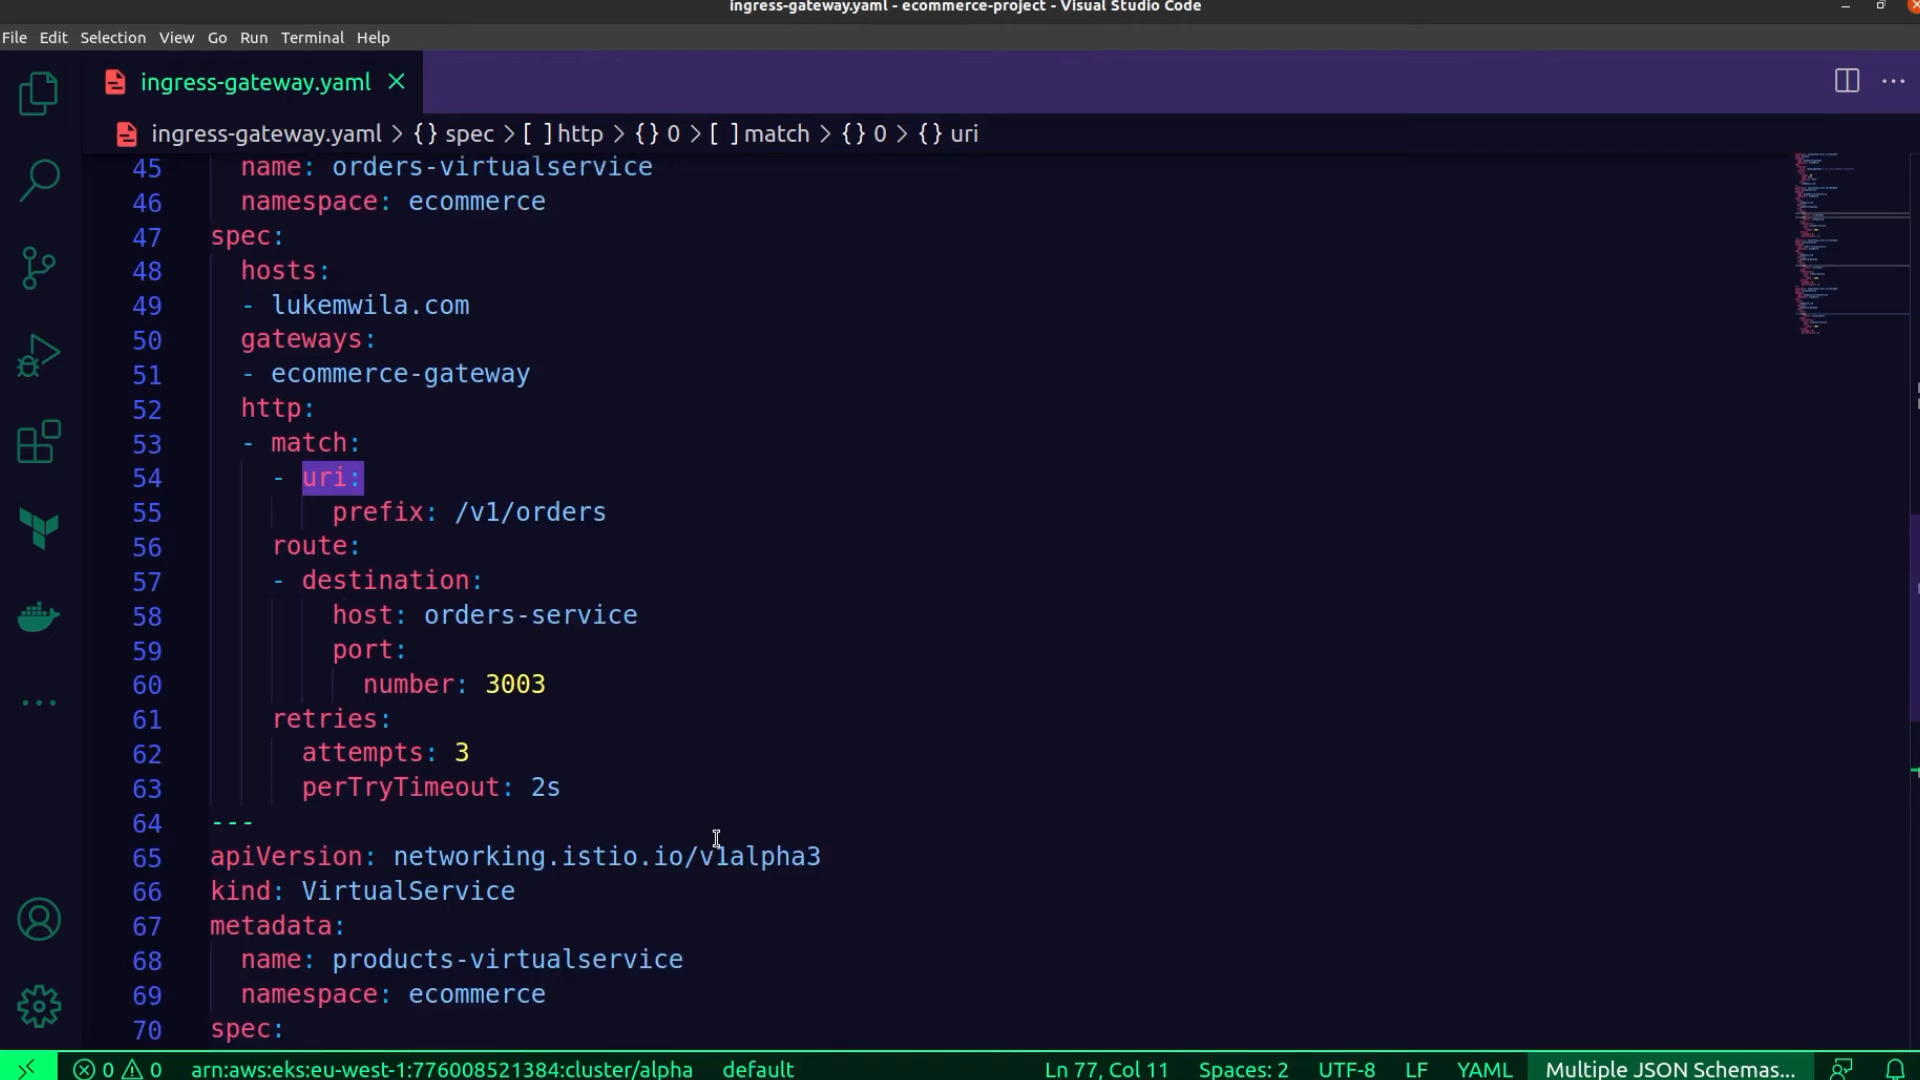 ingress-gateway.yaml - ecommerce-project - Visual Studio Code
File Edit Selection View Go Run Terminal Help
ingress-gateway.yaml
ingress-gateway.yaml > {} spec > [ ] http > {} 0 > [ ] match > {} 0 > {} uri
45 name: orders-virtualservice
46 namespace: ecommerce
47 spec:
48 hosts:
49 - lukemwila.com
50 gateways:
51 - ecommerce-gateway
52 http:
53 - match:
54 - uri:
55 prefix: /v1/orders
56 route:
57 - destination:
58 host: orders-service
59 port:
60 number: 3003
61 retries:
62 attempts: 3
63 perTryTimeout: 2s
64 ---
65 apiVersion: networking.istio.io/v1alpha3
66 kind: VirtualService
67 metadata:
68 name: products-virtualservice
69 namespace: ecommerce
70 spec:
0 0 arn:aws:eks:eu-west-1:776008521384:cluster/alpha default Ln 77, Col 11 Spaces: 2 UTF-8 LF YAML Multiple JSON Schemas...